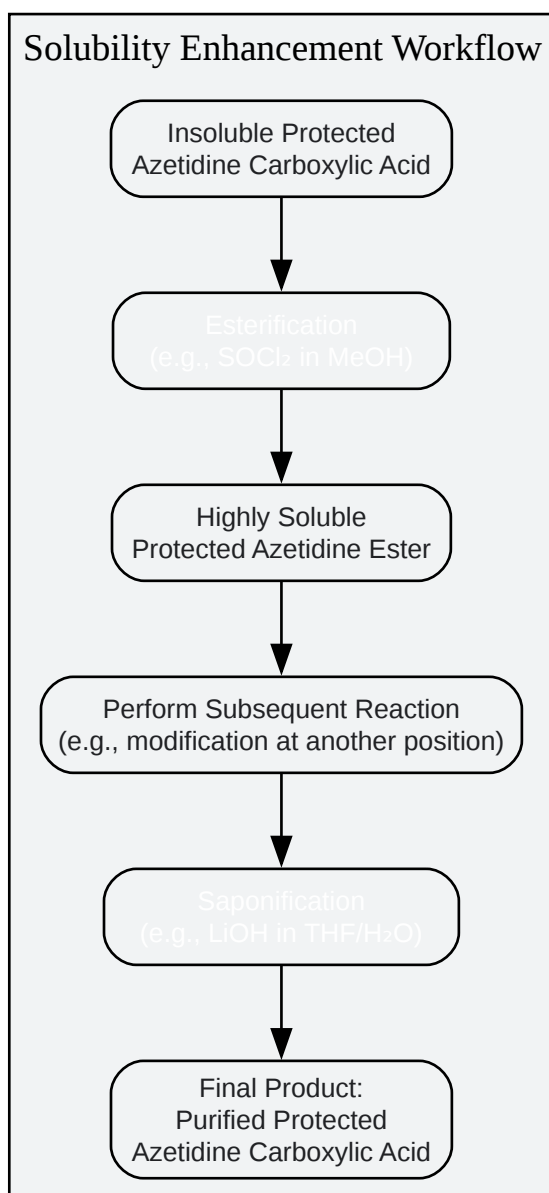 Solubility Enhancement Workflow
Insoluble Protected
Azetidine Carboxylic Acid
Esterification
(e.g., SOCl₂ in MeOH)
Highly Soluble
Protected Azetidine Ester
Perform Subsequent Reaction
(e.g., modification at another position)
Saponification
(e.g., LiOH in THF/H₂O)
Final Product:
Purified Protected
Azetidine Carboxylic Acid